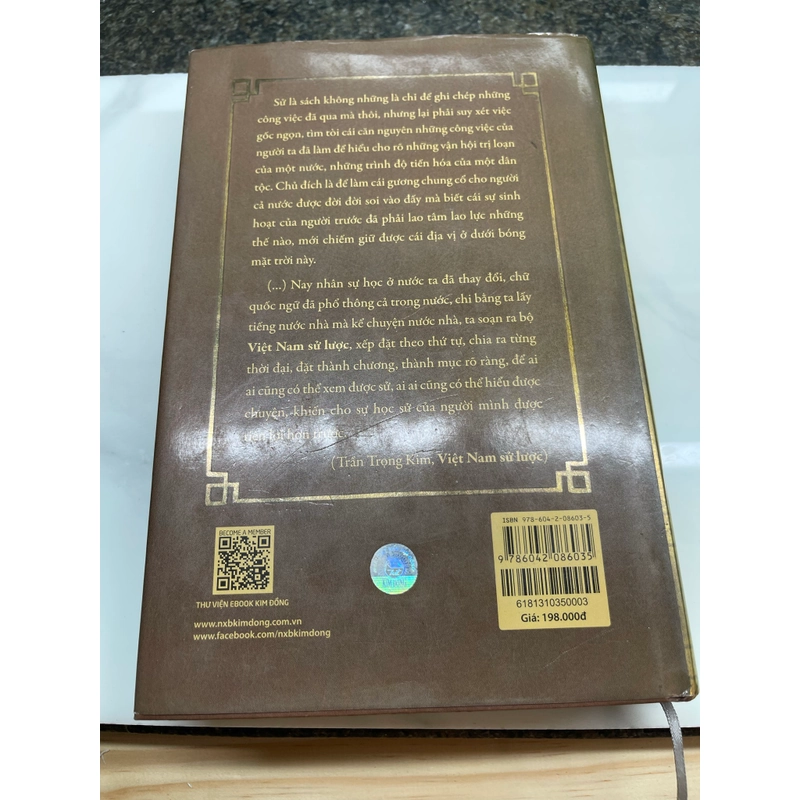 Sử là sách không những là chỉ để ghi chép những
công việc đã qua mà thôi, nhưng lại phải suy xét việc
gốc ngọn, tìm tòi cái căn nguyên những công việc của
người ta đã làm để hiểu cho rõ những vận hội trị loạn
của một nước, những trình độ tiến hóa của một dân
tộc. Chủ đích là để làm cái gương chung cổ cho người
cả nước được đời đời soi vào đấy mà biết cái sự sinh
hoạt của người trước đã phải lao tâm lao lực những
thế nào, mới chiếm giữ được cái địa vị ở dưới bóng
mặt trời này.
(...) Nay nhân sự học ở nước ta đã thay đổi, chữ
quốc ngữ đã phổ thông cả trong nước, chi bằng ta lấy
tiếng nước nhà mà kể chuyện nước nhà, ta soạn ra bộ
Việt Nam sử lược, xếp đặt theo thứ tự, chia ra từng
thời đại, đặt thành chương, thành mục rõ ràng, để ai
ai cũng có thể xem được sử, ai ai cũng có thể hiểu được
chuyện, khiến cho sự học sử của người mình được
tiện lợi hơn trước.
(Trần Trọng Kim, Việt Nam sử lược)
BECOME A MEMBER
THƯ VIỆN EBOOK KIM ĐỒNG
www.nxbkimdong.com.vn
www.facebook.com/nxbkimdong
KIM ĐỒNG
ISBN 978-604-2-08603-5
9 786042 086035
6181310350003
Giá: 198.000đ